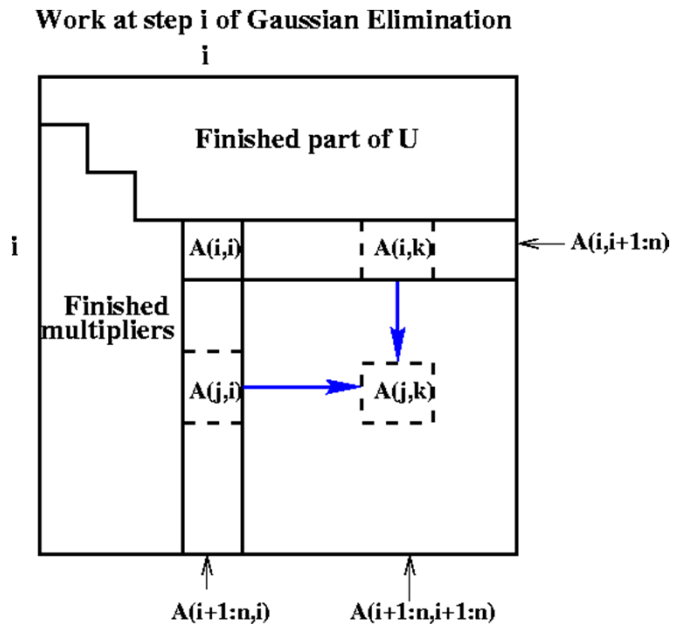 Work at step i of Gaussian Elimination
i
Finished part of U
i
A(i,i)
A(i,k)
A(i,i+1:n)
Finished
multipliers
A(j,i)
A(j,k)
A(i+1:n,i)
A(i+1:n,i+1:n)